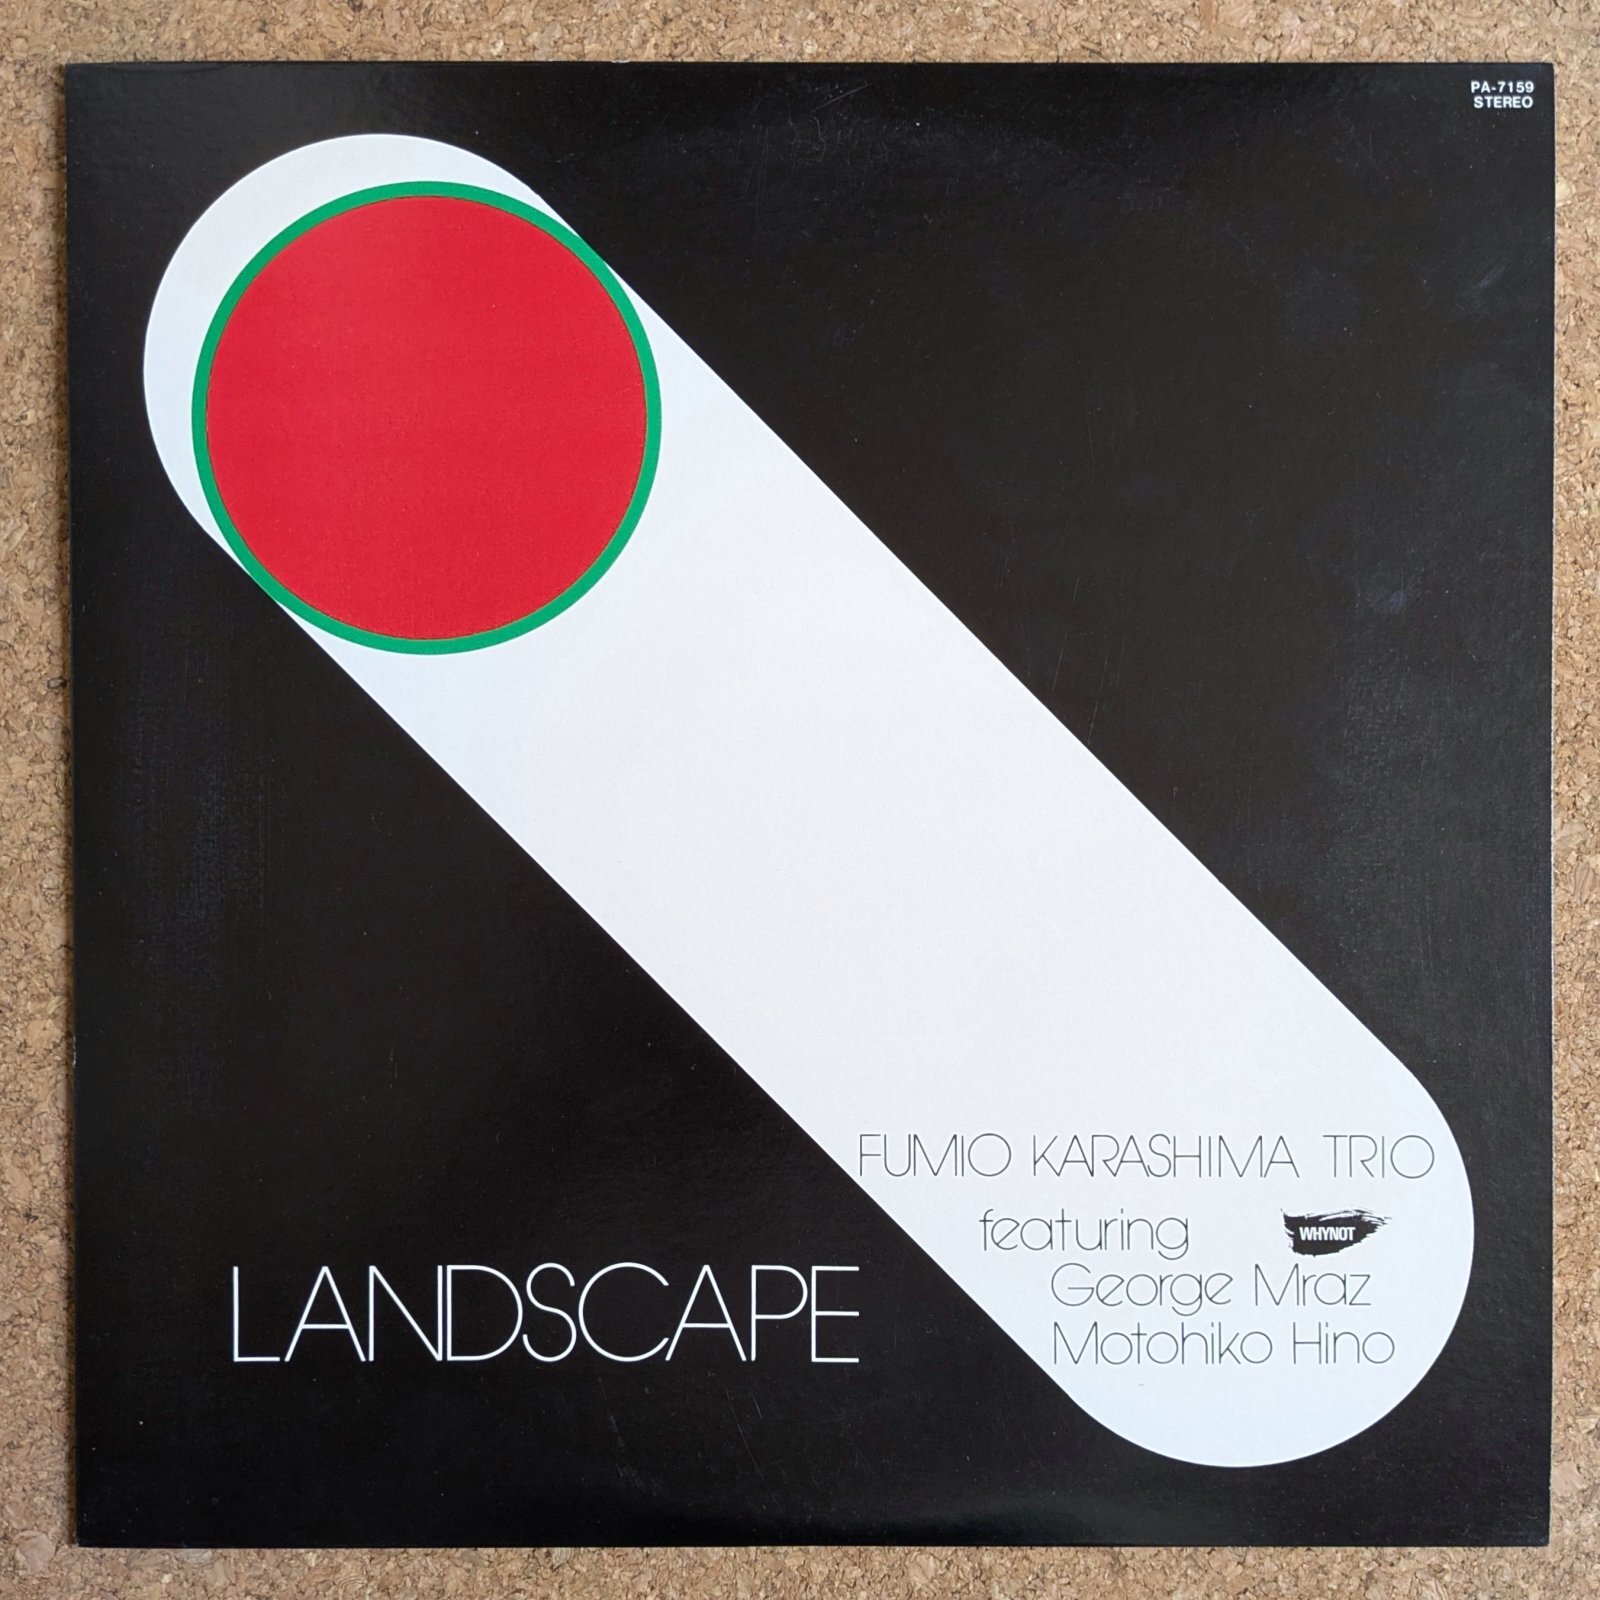 PA-7159
STEREO
FUMIO KARASHIMA TRIO
featuring
WHYNOT
George Mraz
Motohiko Hino
LANDSCAPE